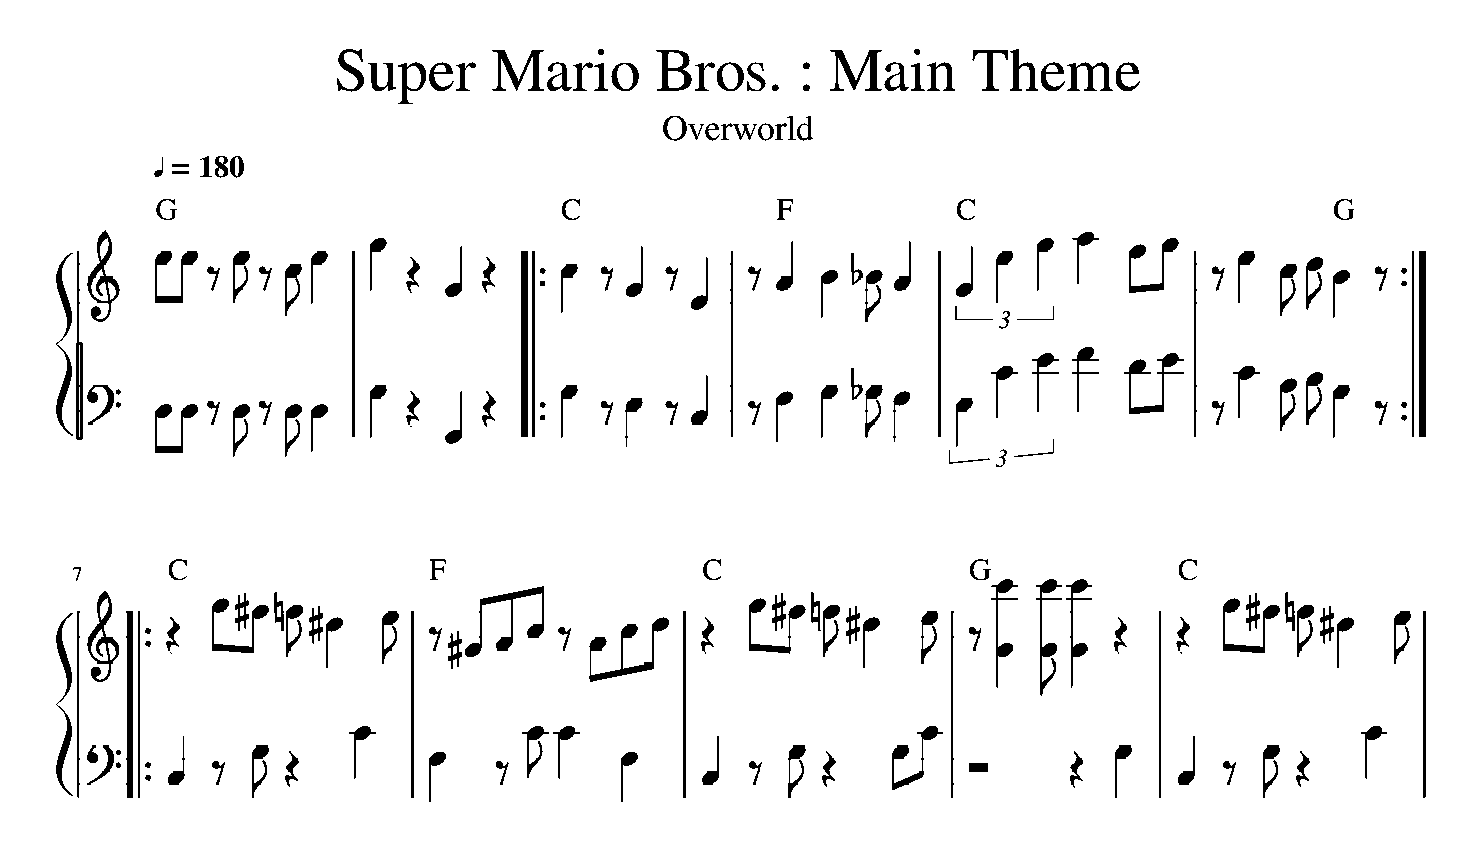 Super Mario Bros. : Main Theme
Overworld
♩ = 180
G C F C G
3
3
7 C F C G C